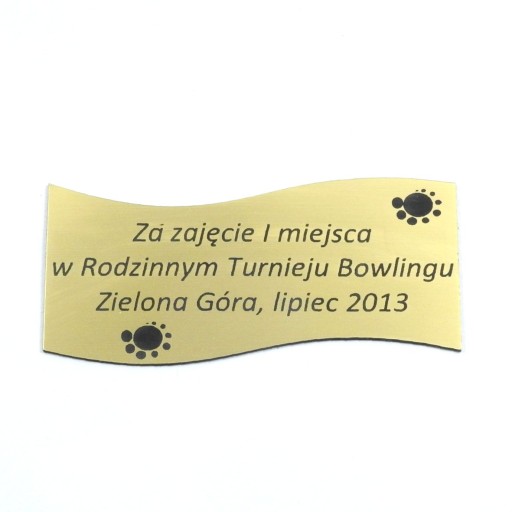 Za zajęcie I miejsca
w Rodzinnym Turnieju Bowlingu
Zielona Góra, lipiec 2013